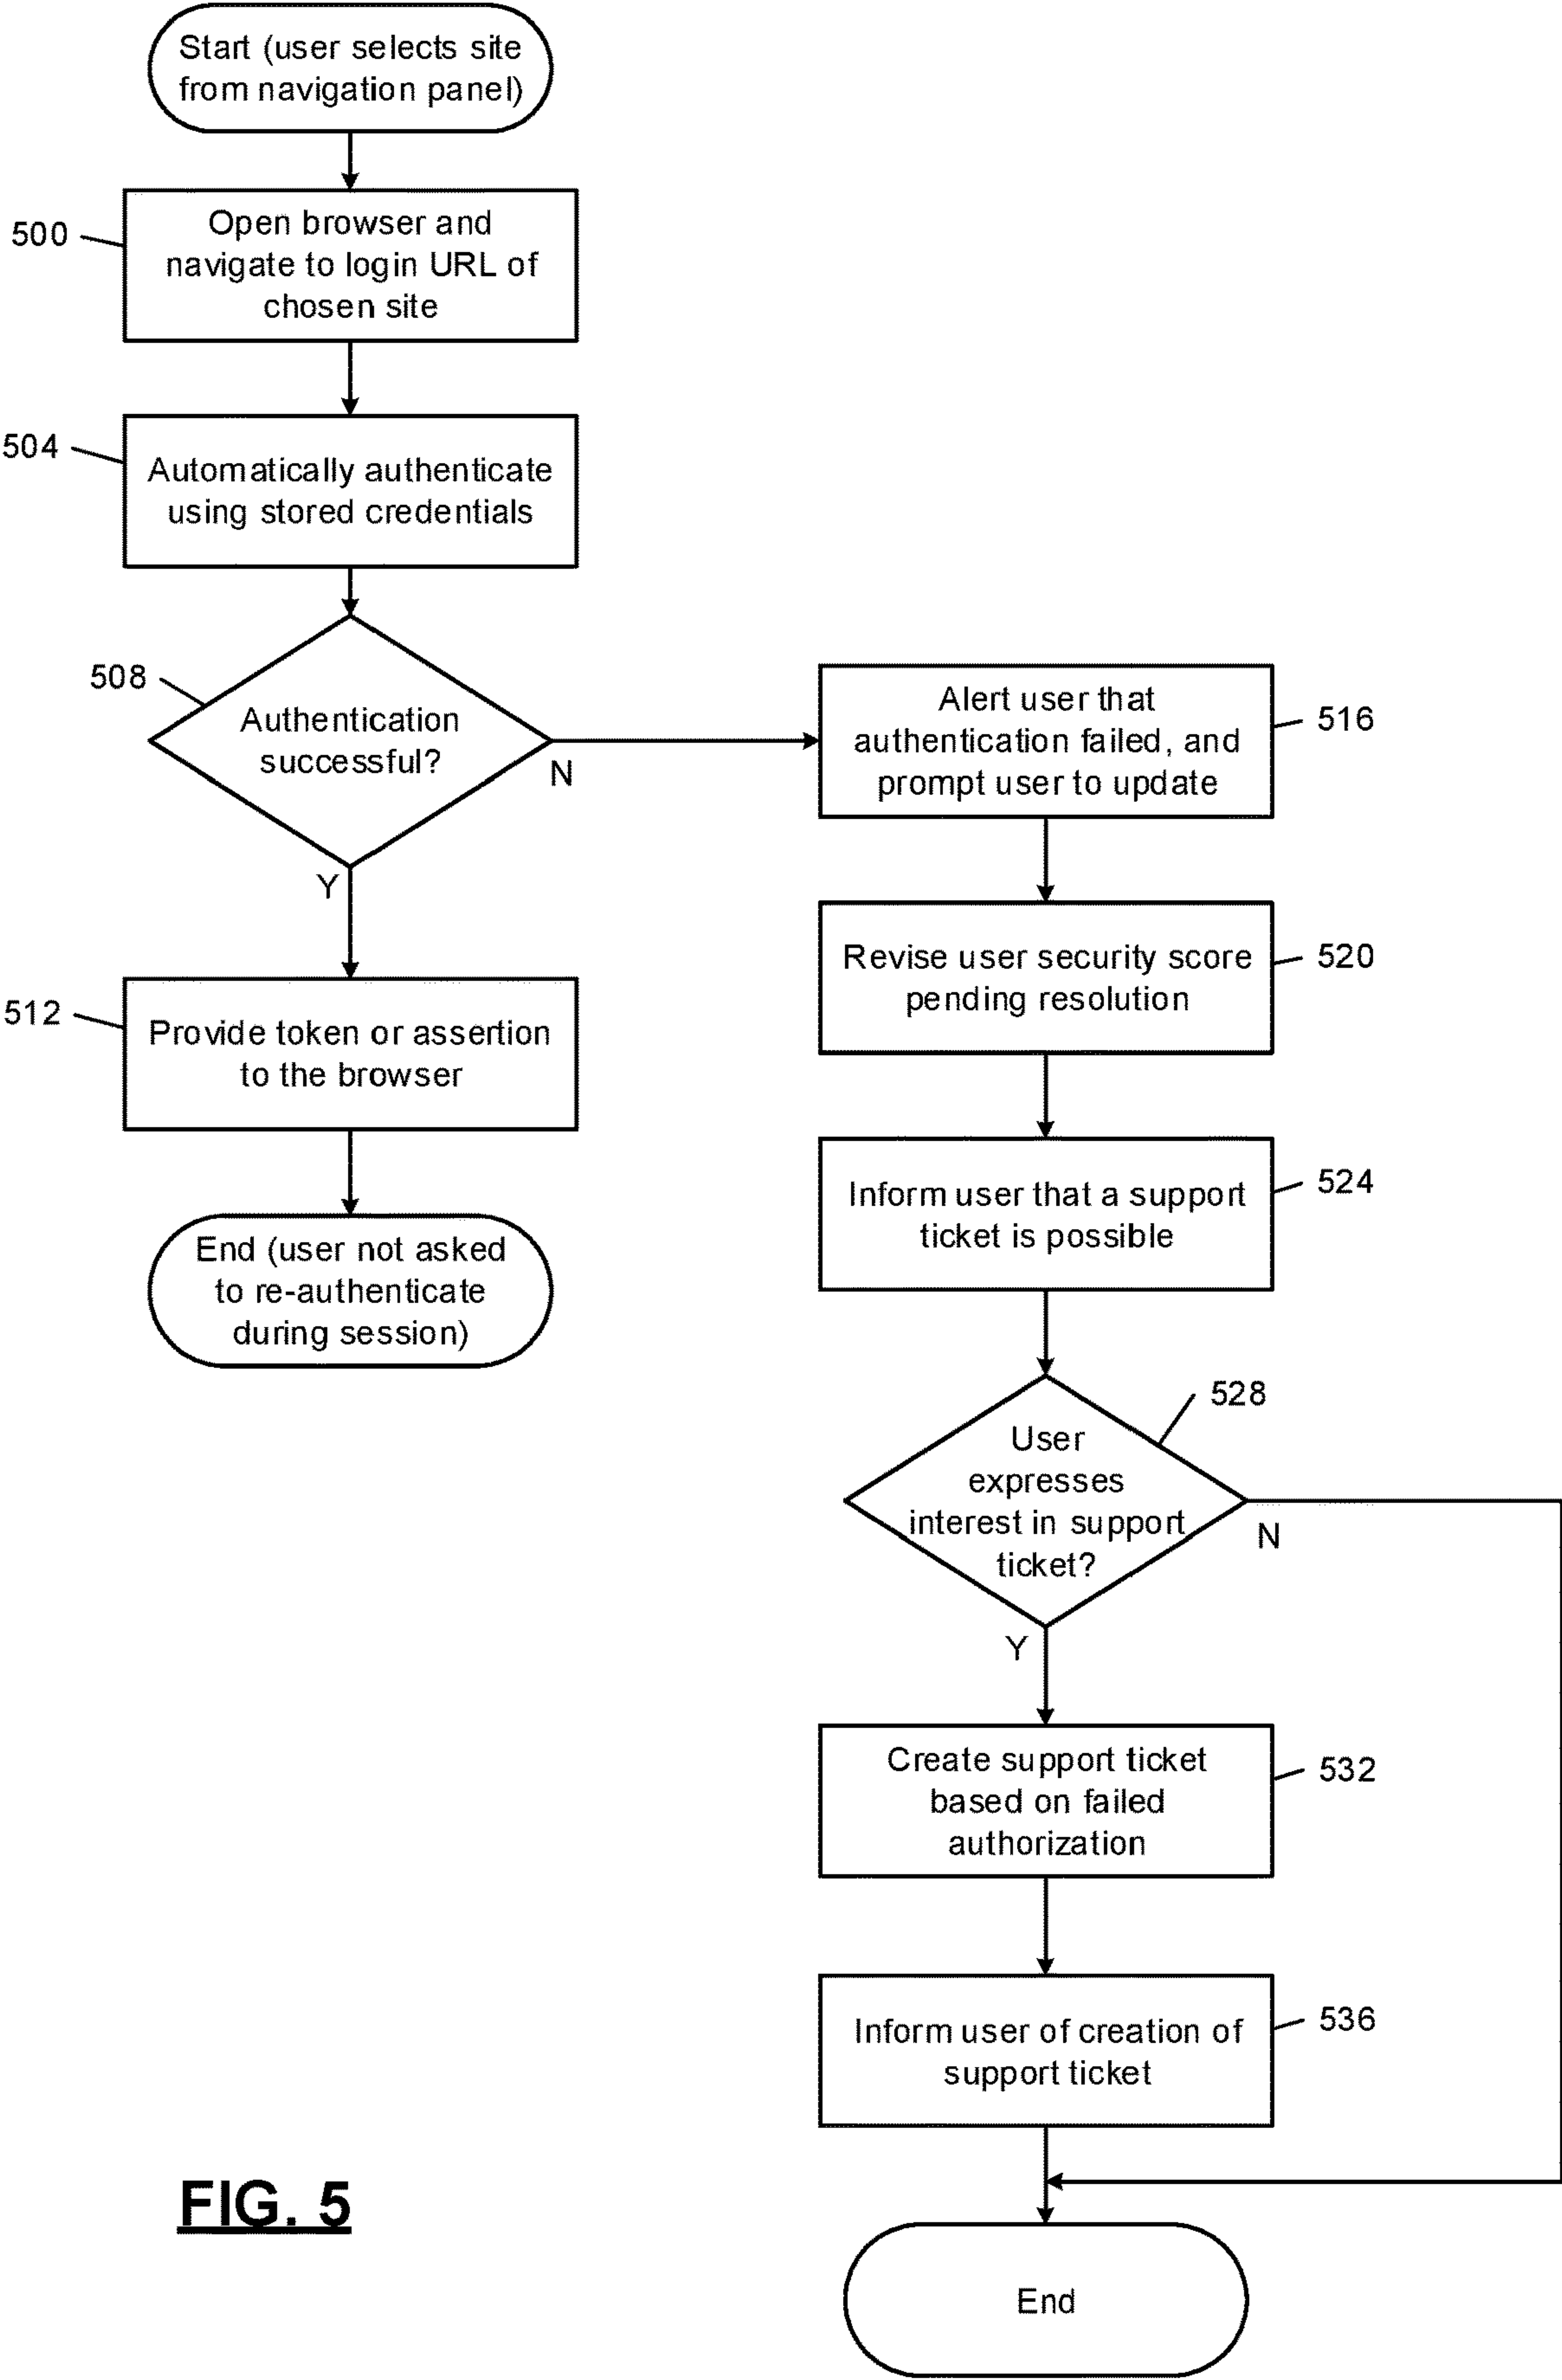 Start (user selects site
from navigation panel)
500
Open browser and
navigate to login URL of
chosen site
504
Automatically authenticate
using stored credentials
508
Authentication
successful?
N
Y
512
Provide token or assertion
to the browser
End (user not asked
to re-authenticate
during session)
Alert user that
authentication failed, and
prompt user to update
516
Revise user security score
pending resolution
520
Inform user that a support
ticket is possible
524
528
User
expresses
interest in support
ticket?
N
Y
Create support ticket
based on failed
authorization
532
Inform user of creation of
support ticket
536
End
FIG. 5